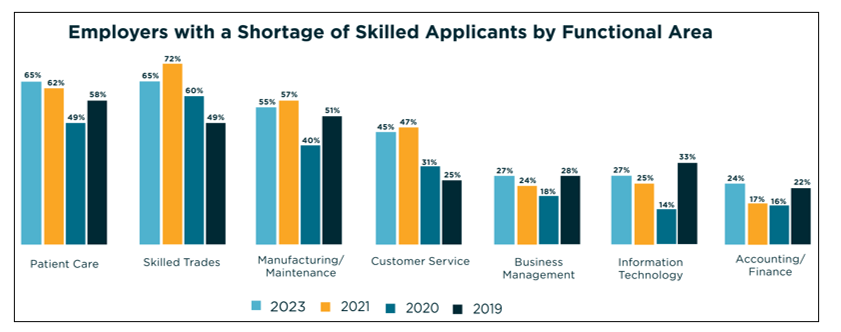 Employers with a Shortage of Skilled Applicants by Functional Area
65% 62% 49% 58%
65% 72% 60% 49%
55% 57% 40% 51%
45% 47% 31% 25%
27% 24% 18% 28%
27% 25% 14% 33%
24% 17% 16% 22%
Patient Care
Skilled Trades
Manufacturing/
Maintenance
Customer Service
Business
Management
Information
Technology
Accounting/
Finance
2023 2021 2020 2019